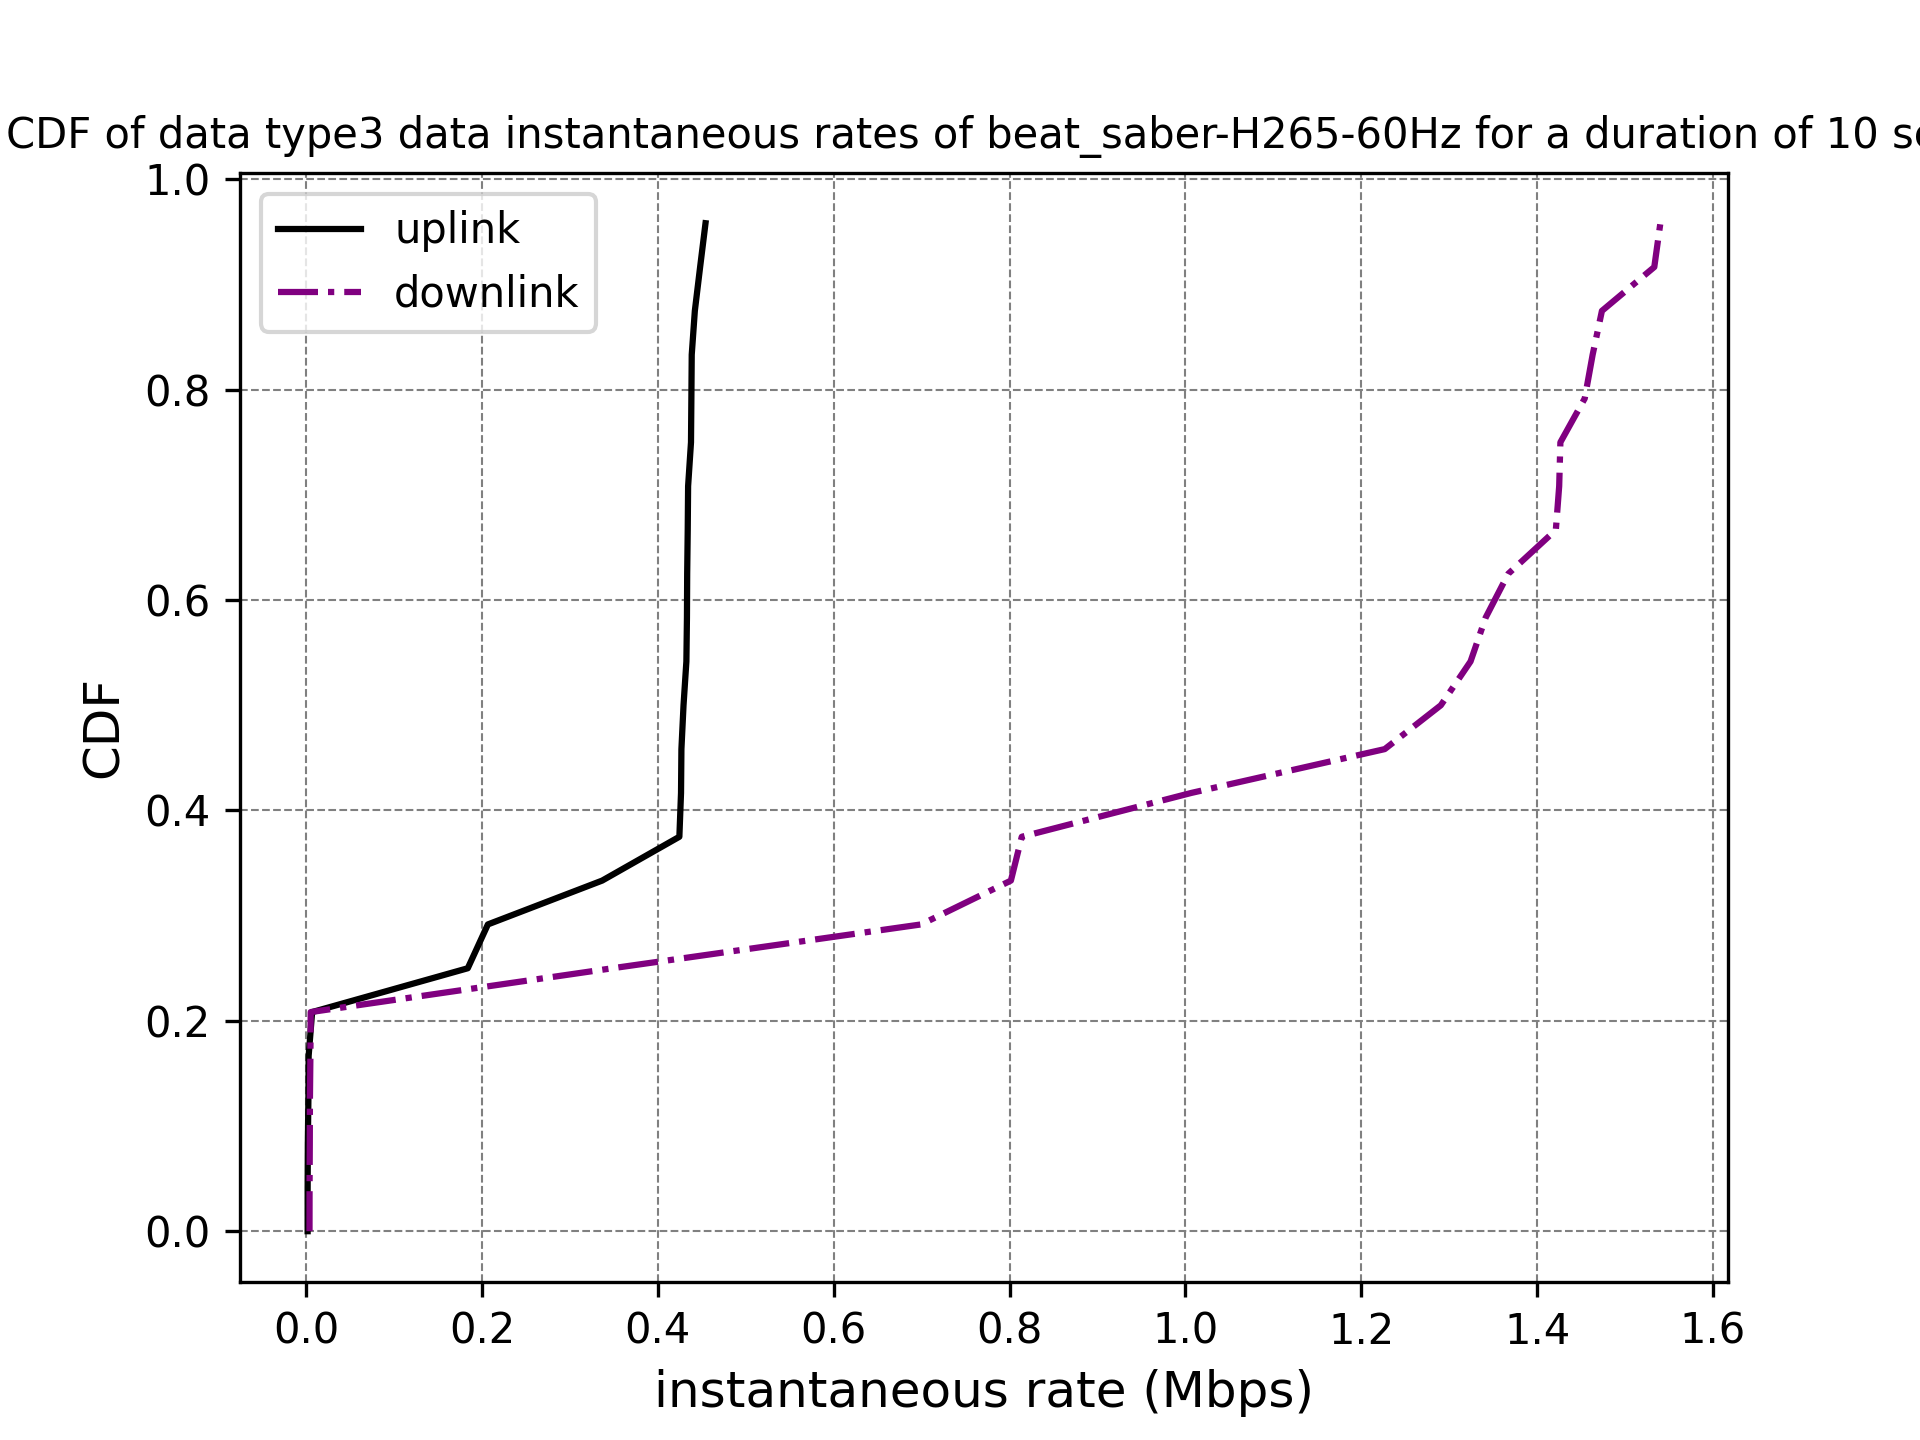 CDF of data type3 data instantaneous rates of beat_saber-H265-60Hz for a duration of 10
1.0
0.8
0.6
0.4
0.2
0.0
CDF
uplink
downlink
0.0 0.2 0.4 0.6 0.8 1.0 1.2 1.4 1.6
instantaneous rate (Mbps)